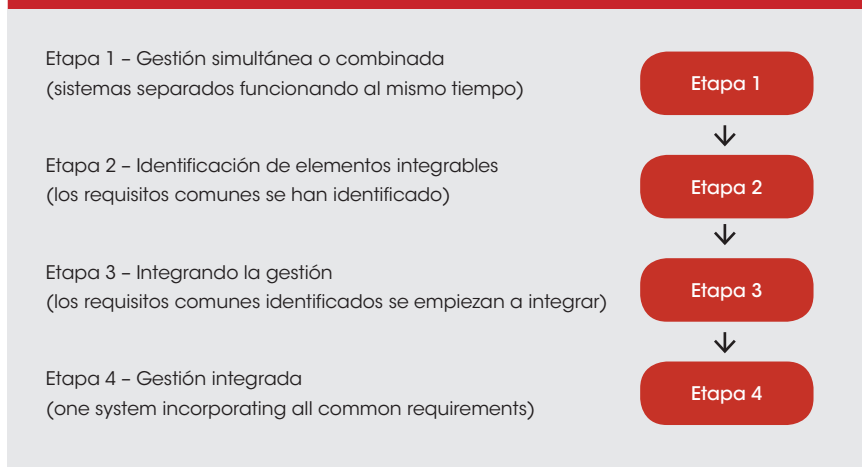 Etapa 1 – Gestión simultánea o combinada
(sistemas separados funcionando al mismo tiempo)
Etapa 1
Etapa 2 – Identificación de elementos integrables
(los requisitos comunes se han identificado)
Etapa 2
Etapa 3 – Integrando la gestión
(los requisitos comunes identificados se empiezan a integrar)
Etapa 3
Etapa 4 – Gestión integrada
(one system incorporating all common requirements)
Etapa 4